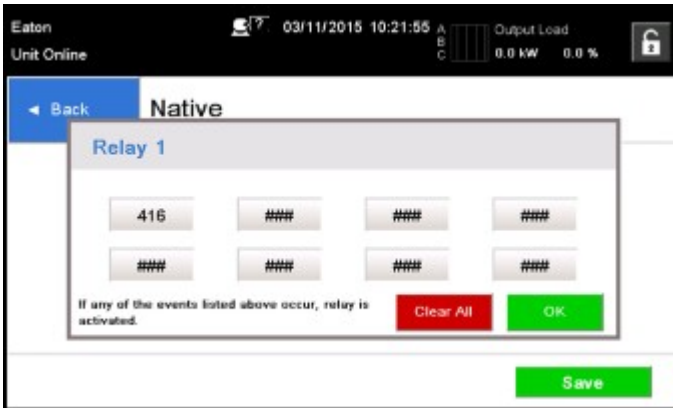 Eaton
03/11/2015 10:21:55
A
B
C
Output Load
Unit Online
0.0 kW 0.0 %
◄ Back
Native
Relay 1
416 ### ### ###
### ### ### ###
If any of the events listed above occur, relay is
activated.
Clear All
OK
Save